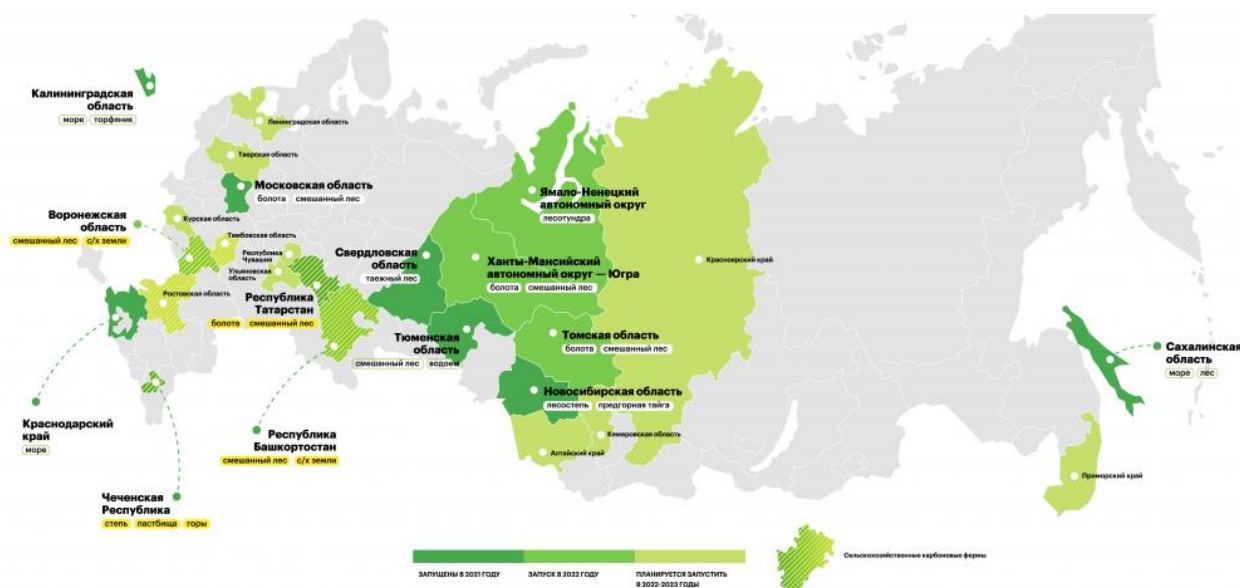 Калининградская
область
море торфяник
Ленинградская область
Тверская область
Московская область
болота смешанный лес
Воронежская
область
смешанный лес с/х земли
Курская область
Тамбовская область
Республика
Чувашия
Ульяновская
область
Ростовская область
Республика
Татарстан
болота смешанный лес
Свердловская
область
таежный лес
Ямало-Ненецкий
автономный округ
лесотундра
Ханты-Мансийский
автономный округ — Югра
болота смешанный лес
Красноярский край
Тюменская
область
смешанный лес водоем
Томская область
болота смешанный лес
Новосибирская область
лесостепь предгорная тайга
Кемеровская область
Алтайский край
Сахалинская
область
море лес
Приморский край
Краснодарский
край
море
Республика
Башкортостан
смешанный лес с/х земли
Чеченская
Республика
степь пастбища горы
ЗАПУЩЕНЫ В 2021 ГОДУ
ЗАПУСК В 2022 ГОДУ
ПЛАНИРУЕТСЯ ЗАПУСТИТЬ
В 2022-2023 ГОДЫ
Сельскохозяйственные карбоновые фермы